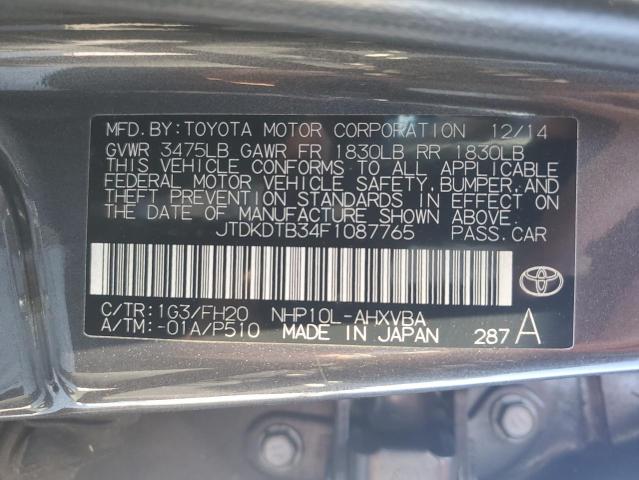 MFD.BY:TOYOTA MOTOR CORPORATION 12/14
GVWR 3475LB GAWR FR 1830LB RR 1830LB
THIS VEHICLE CONFORMS TO ALL APPLICABLE
FEDERAL MOTOR VEHICLE SAFETY, BUMPER, AND
THEFT PREVENTION STANDARDS IN EFFECT ON
THE DATE OF MANUFACTURE SHOWN ABOVE.
JTDKDTB34F1087765 PASS.CAR
C/TR:1G3/FH20 NHP10L-AHXVBA
A/TM:-01A/P510 MADE IN JAPAN 287 A